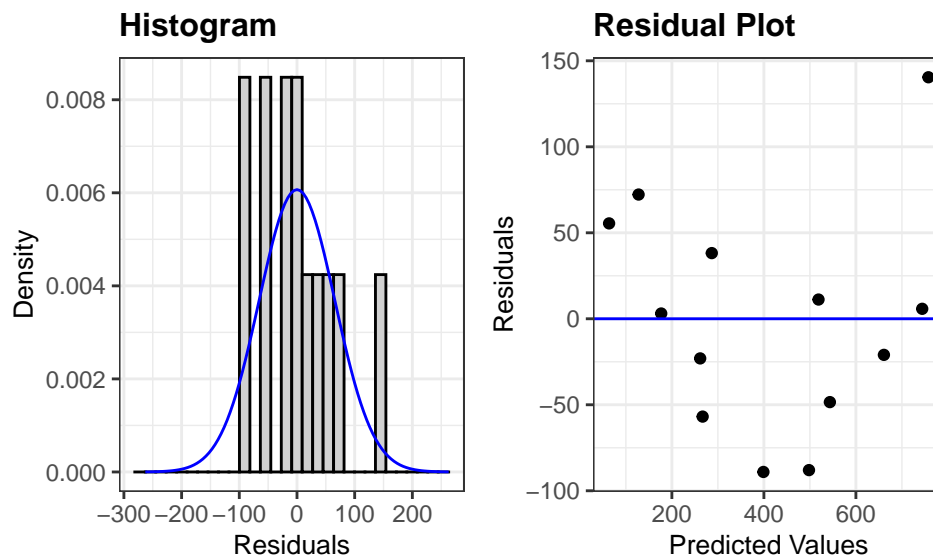 Histogram
0.008
0.006
0.004
0.002
0.000
−300 −200 −100 0 100 200
Residuals
Density
Residual Plot
150
100
50
0
−50
−100
200 400 600
Predicted Values
Residuals